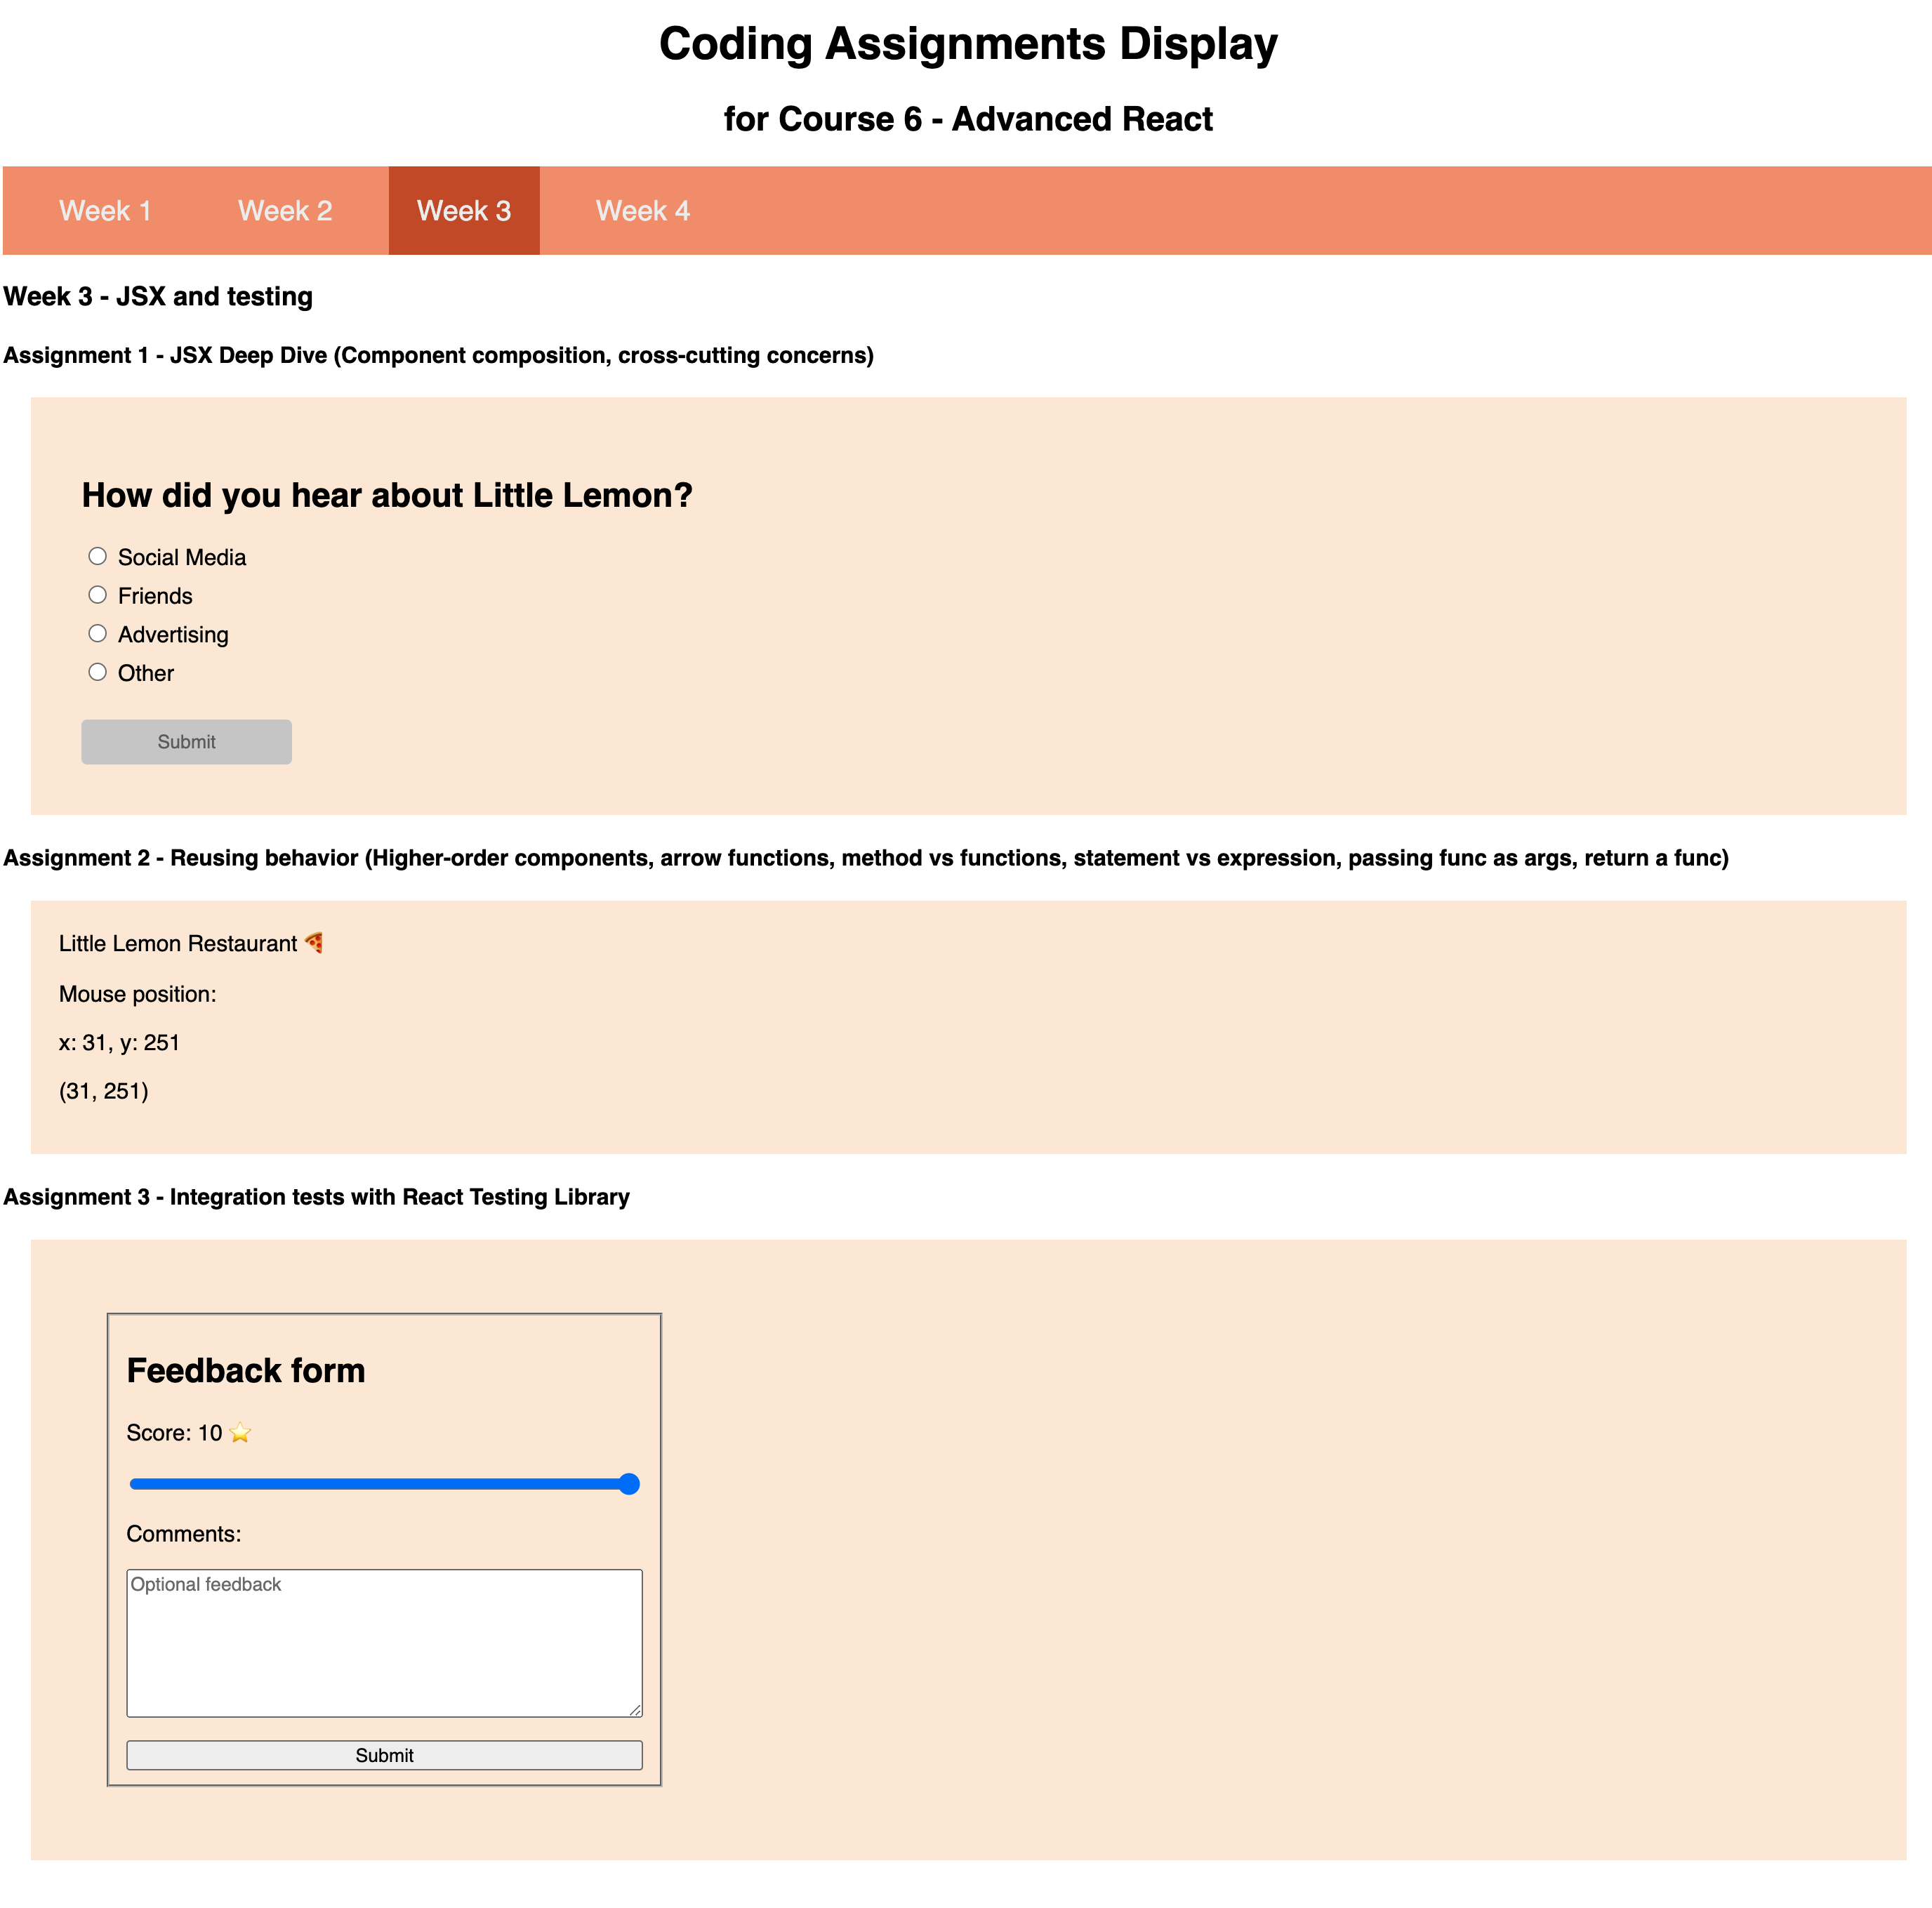 Coding Assignments Display
for Course 6 - Advanced React
Week 1 Week 2 Week 3 Week 4
Week 3 - JSX and testing
Assignment 1 - JSX Deep Dive (Component composition, cross-cutting concerns)
How did you hear about Little Lemon?
Social Media
Friends
Advertising
Other
Submit
Assignment 2 - Reusing behavior (Higher-order components, arrow functions, method vs functions, statement vs expression, passing func as args, return a func)
Little Lemon Restaurant 🍕
Mouse position:
x: 31, y: 251
(31, 251)
Assignment 3 - Integration tests with React Testing Library
Feedback form
Score: 10 ⭐
Comments:
Optional feedback
Submit